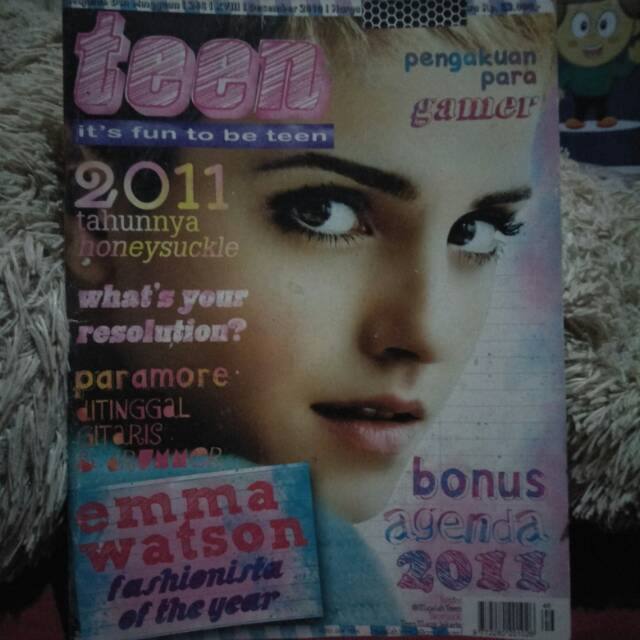 teen
it's fun to be teen
pengakuan
para
gamer
2011
tahunnya
honeysuckle
what's your
resolution?
paramore
diTINGGAL
GITARIS
& DRUMMER
emma
watson
fashionista
of the year
bonus
agenda
2011